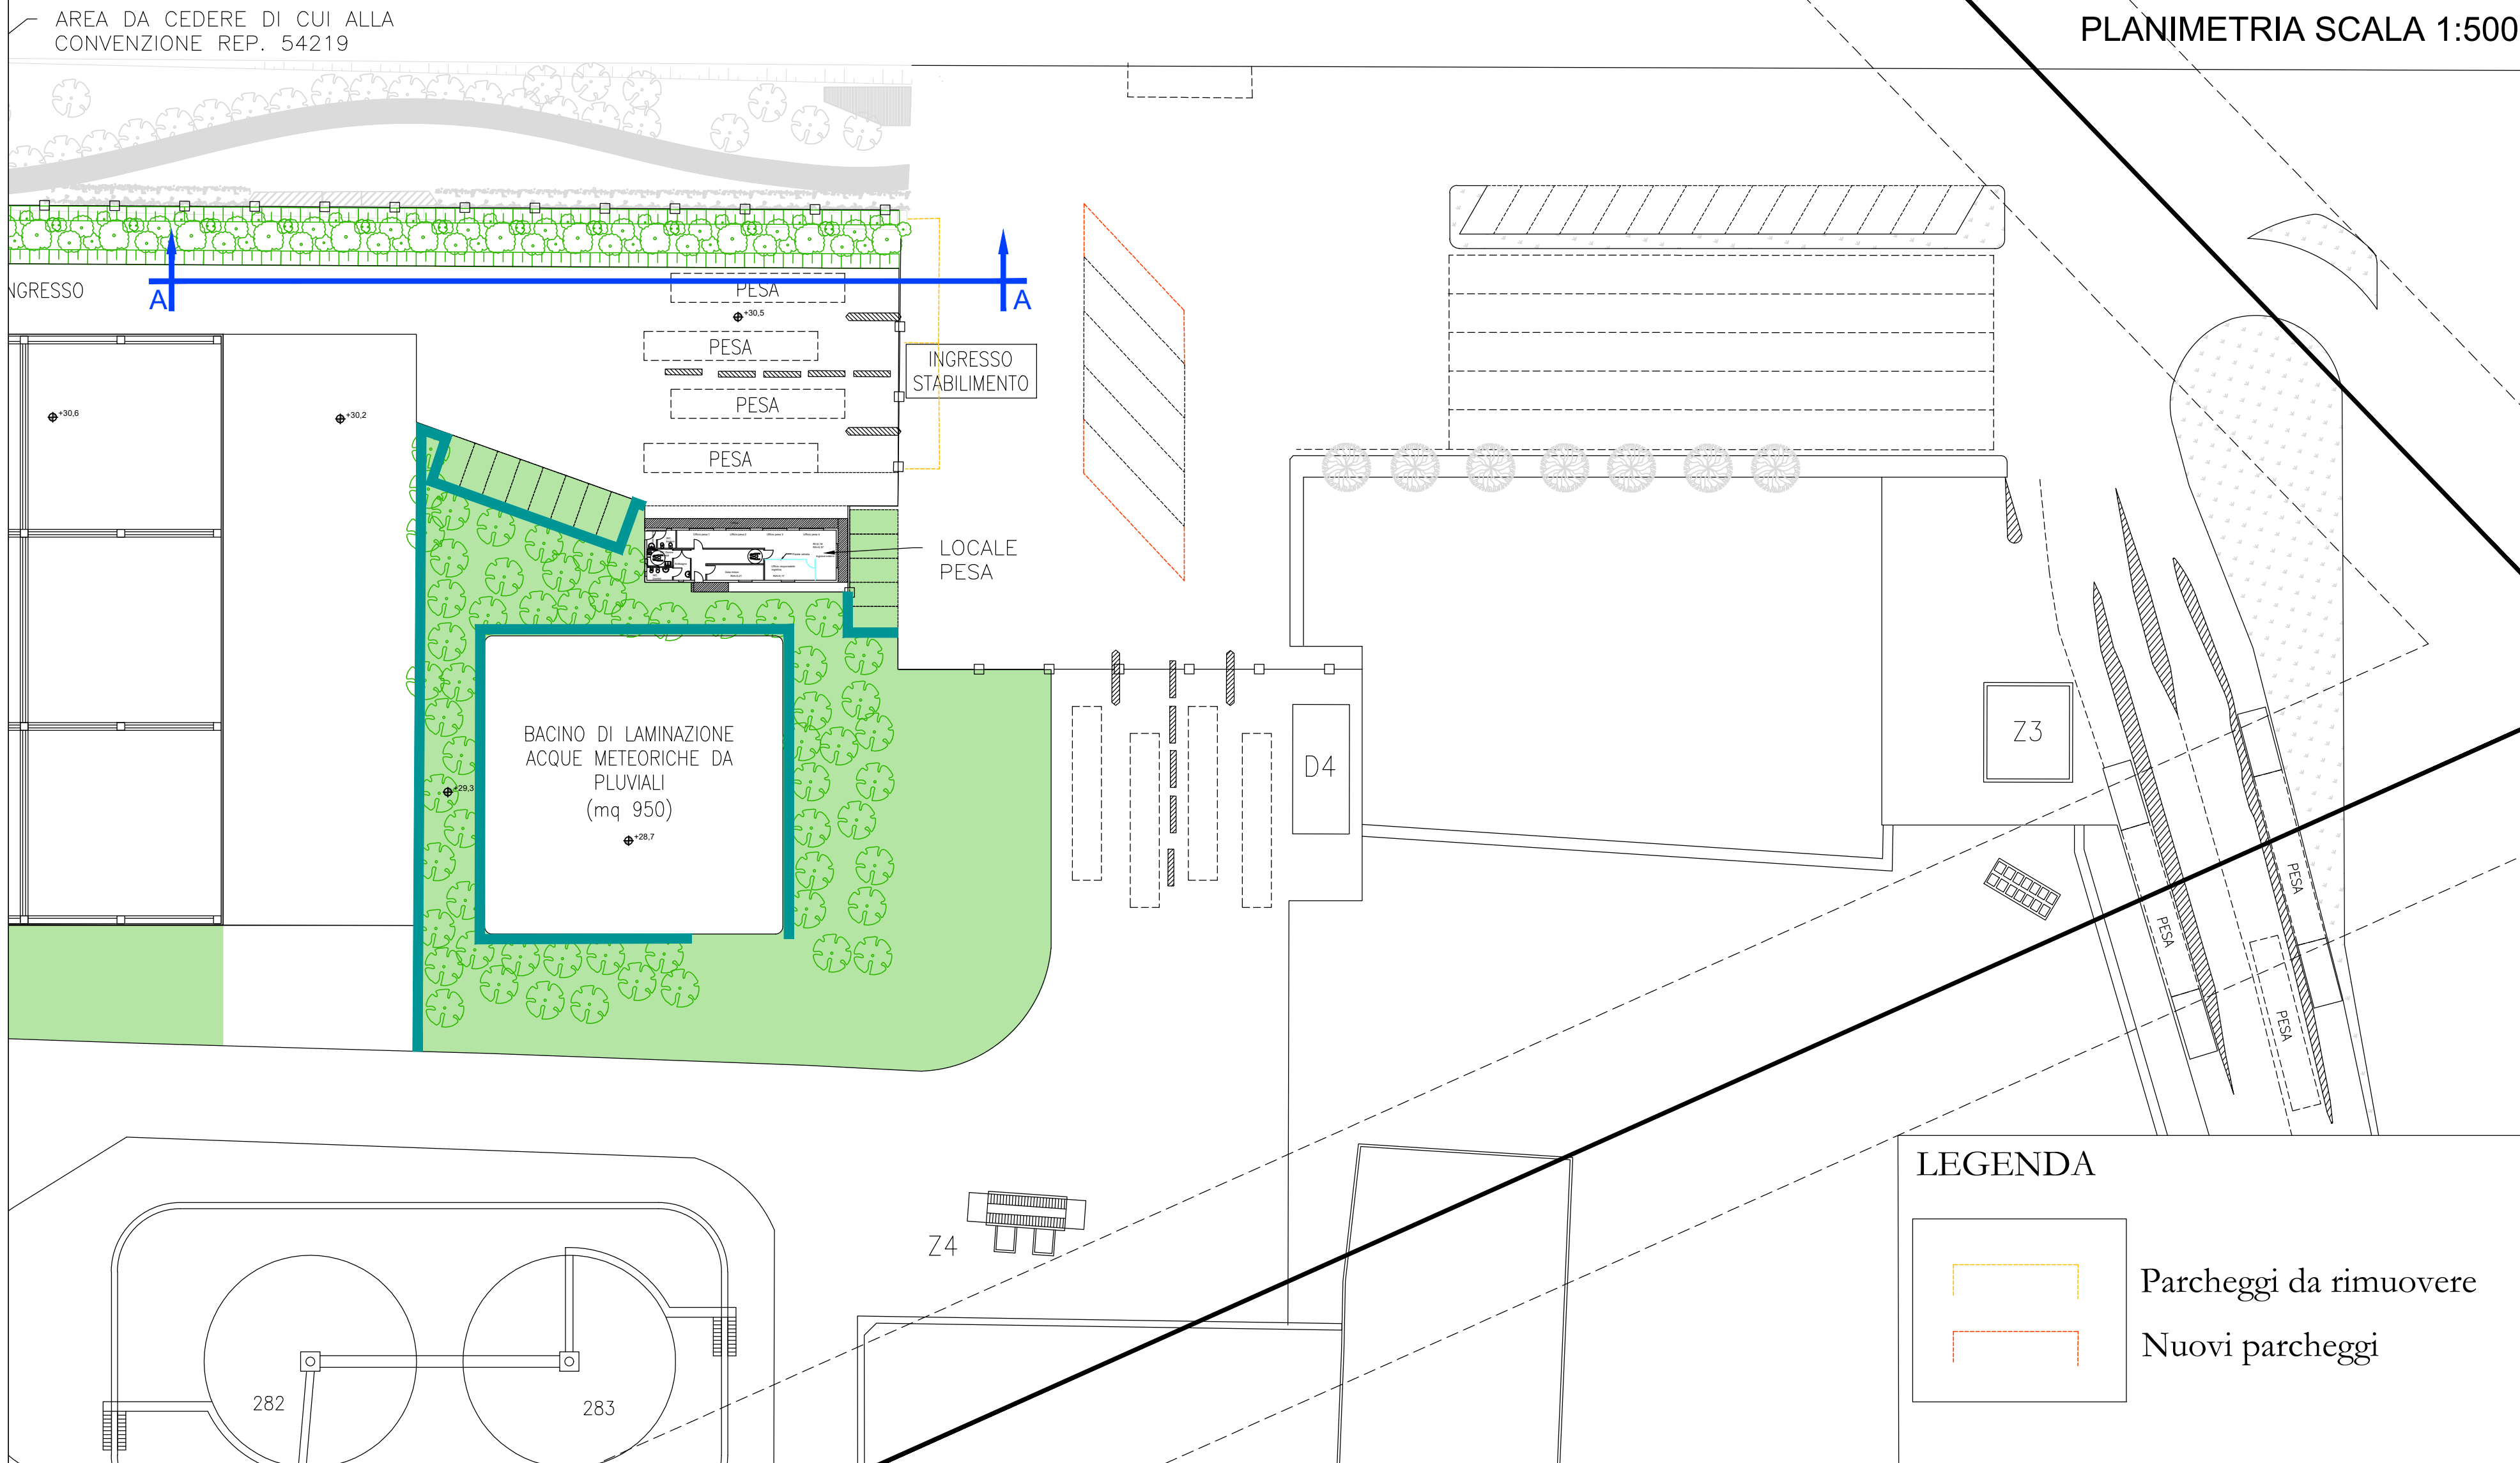 AREA DA CEDERE DI CUI ALLA
CONVENZIONE REP. 54219
PLANIMETRIA SCALA 1:500
NGRESSO
A
A
PESA
+30,5
PESA
INGRESSO
STABILIMENTO
PESA
PESA
+30,6
+30,2
LOCALE
PESA
BACINO DI LAMINAZIONE
ACQUE METEORICHE DA
PLUVIALI
(mq 950)
+29,3
+28,7
D4
Z3
PESA
PESA
PESA
Z4
282
283
LEGENDA
Parcheggi da rimuovere
Nuovi parcheggi